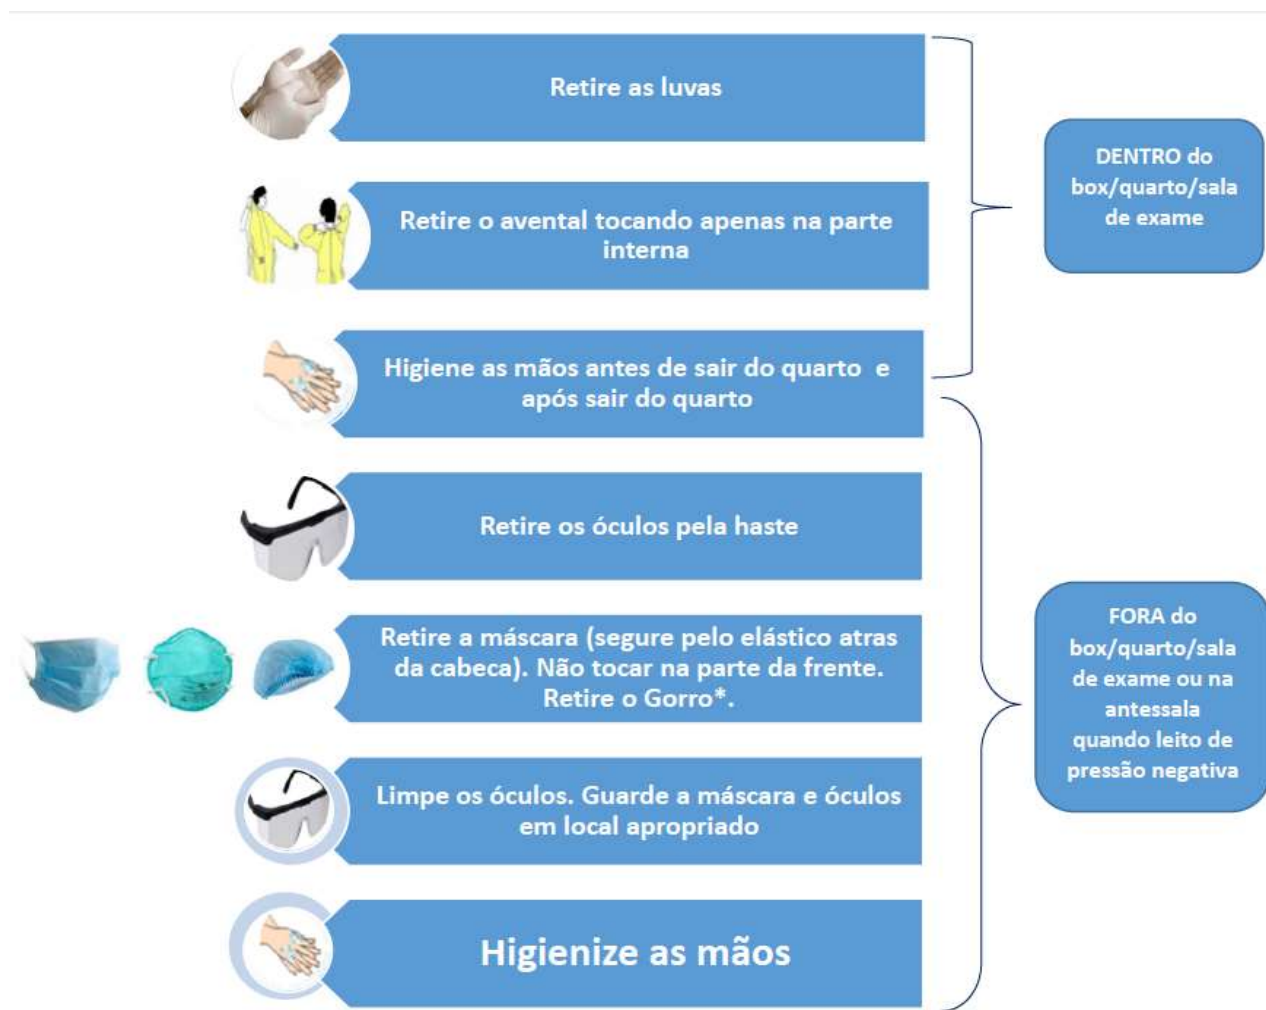 Retire as luvas
Retire o avental tocando apenas na parte
interna
Higiene as mãos antes de sair do quarto e
após sair do quarto
DENTRO do
box/quarto/sala
de exame
Retire os óculos pela haste
Retire a máscara (segure pelo elástico atras
da cabeca). Não tocar na parte da frente.
Retire o Gorro*.
Limpe os óculos. Guarde a máscara e óculos
em local apropriado
Higienize as mãos
FORA do
box/quarto/sala
de exame ou na
antessala
quando leito de
pressão negativa